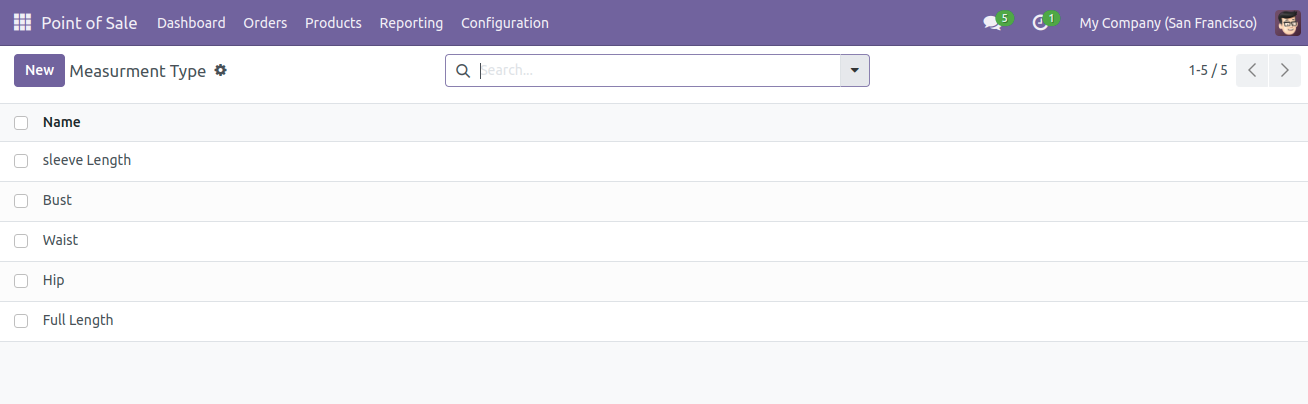 Point of Sale Dashboard Orders Products Reporting Configuration 5 1 My Company (San Francisco)
New Measurment Type Search... 1-5 / 5
Name
sleeve Length
Bust
Waist
Hip
Full Length